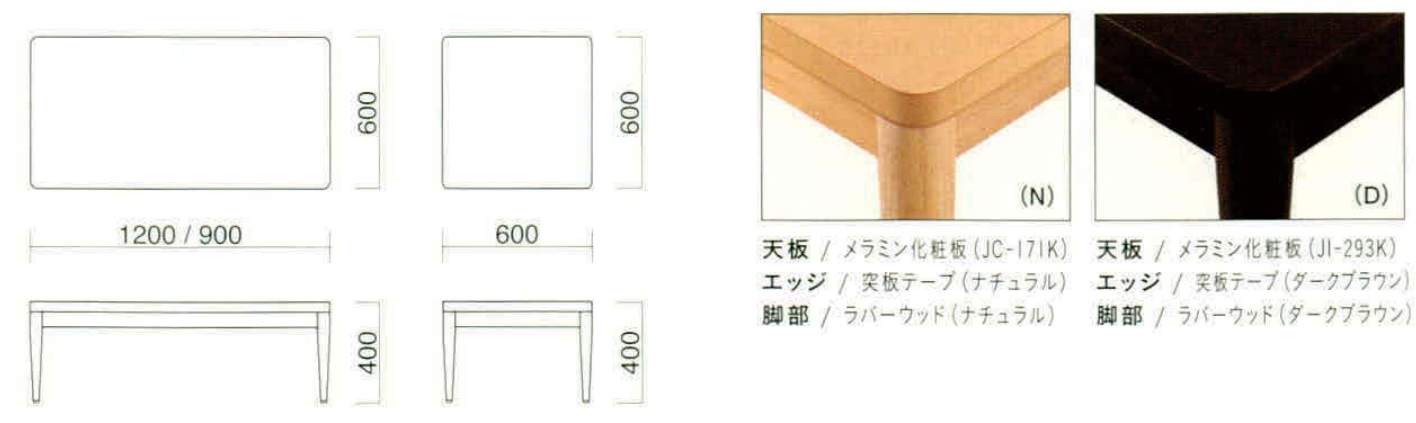 600
600
1200 / 900
600
400
400
(N)
天板 / メラミン化粧板(JC-171K)
エッジ / 突板テープ(ナチュラル)
脚部 / ラバーウッド(ナチュラル)
(D)
天板 / メラミン化粧板(JI-293K)
エッジ / 突板テープ(ダークブラウン)
脚部 / ラバーウッド(ダークブラウン)